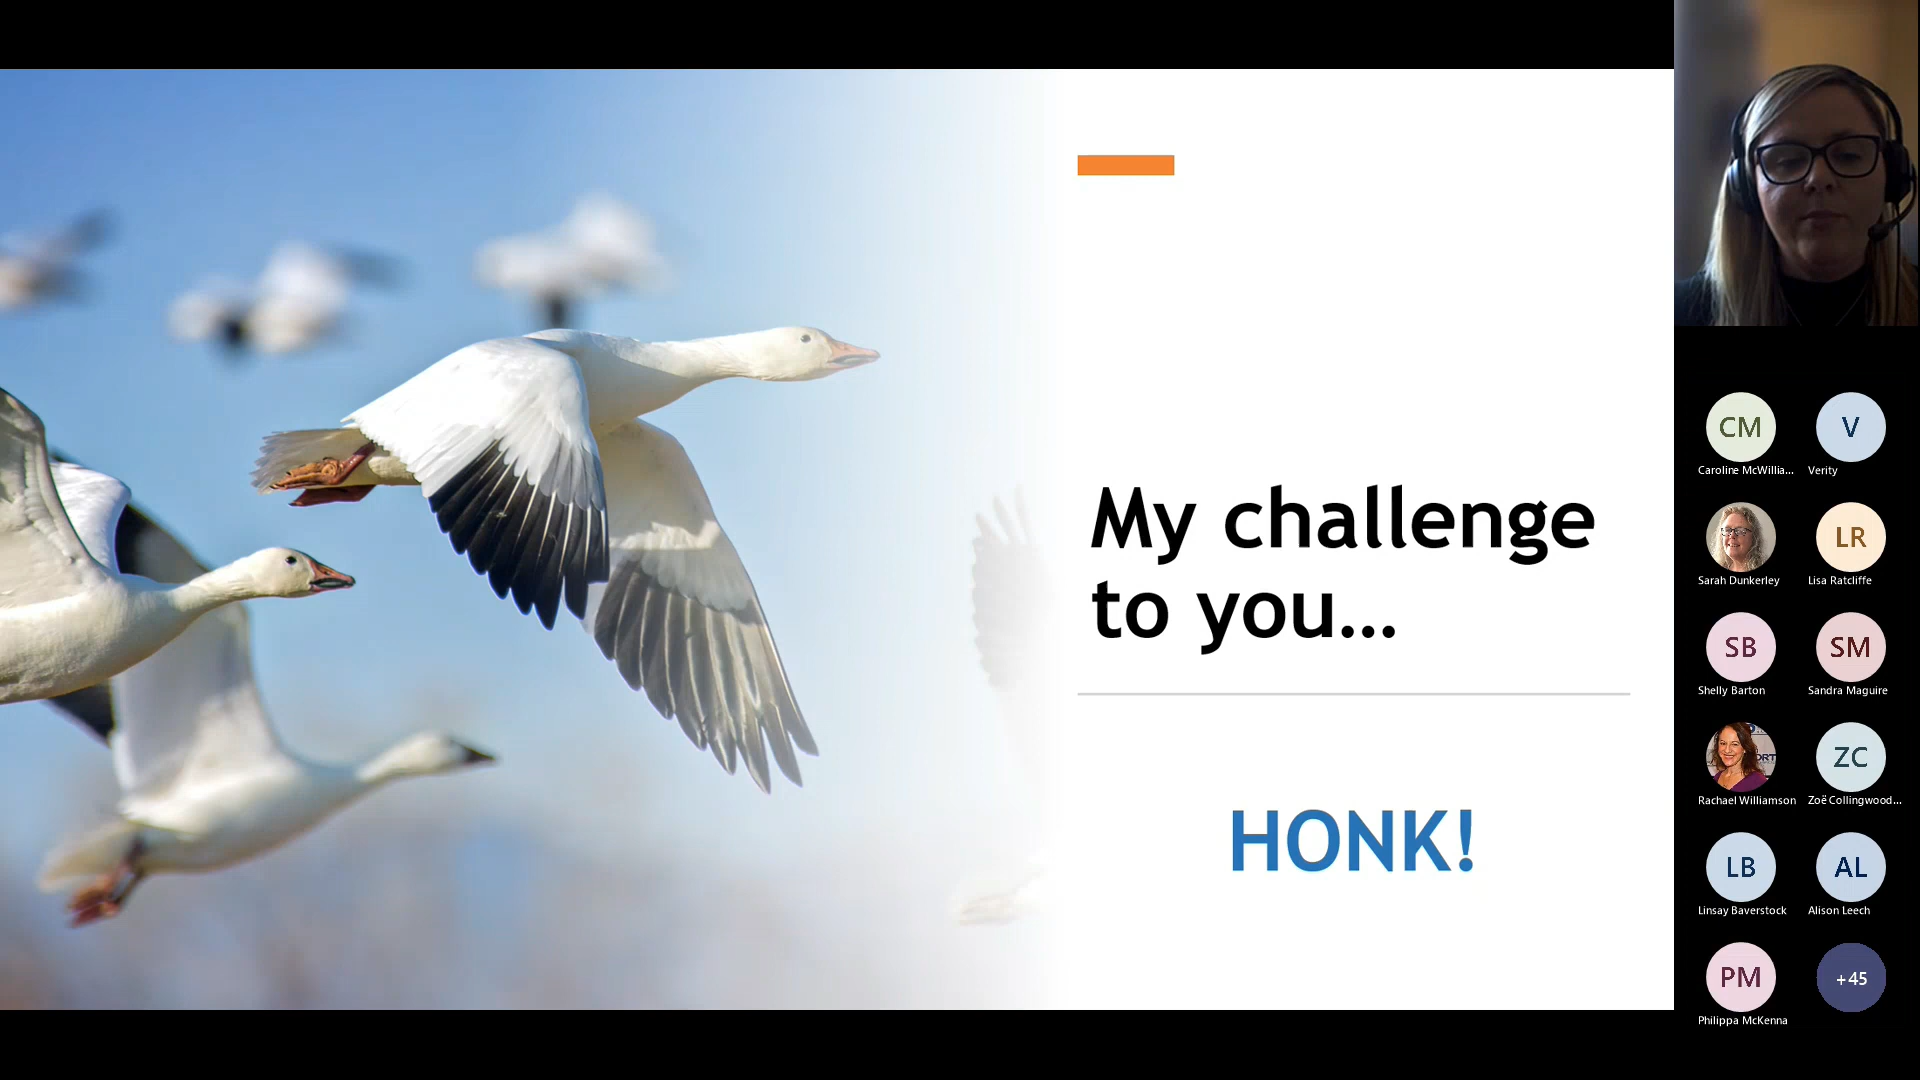 My challenge
to you...
HONK!
CM
V
Caroline McWillia...
Verity
LR
Sarah Dunkerley
Lisa Ratcliffe
SB
SM
Shelly Barton
Sandra Maguire
ZC
Rachael Williamson
Zoë Collingwood...
LB
AL
Linsay Baverstock
Alison Leech
PM
+45
Philippa McKenna